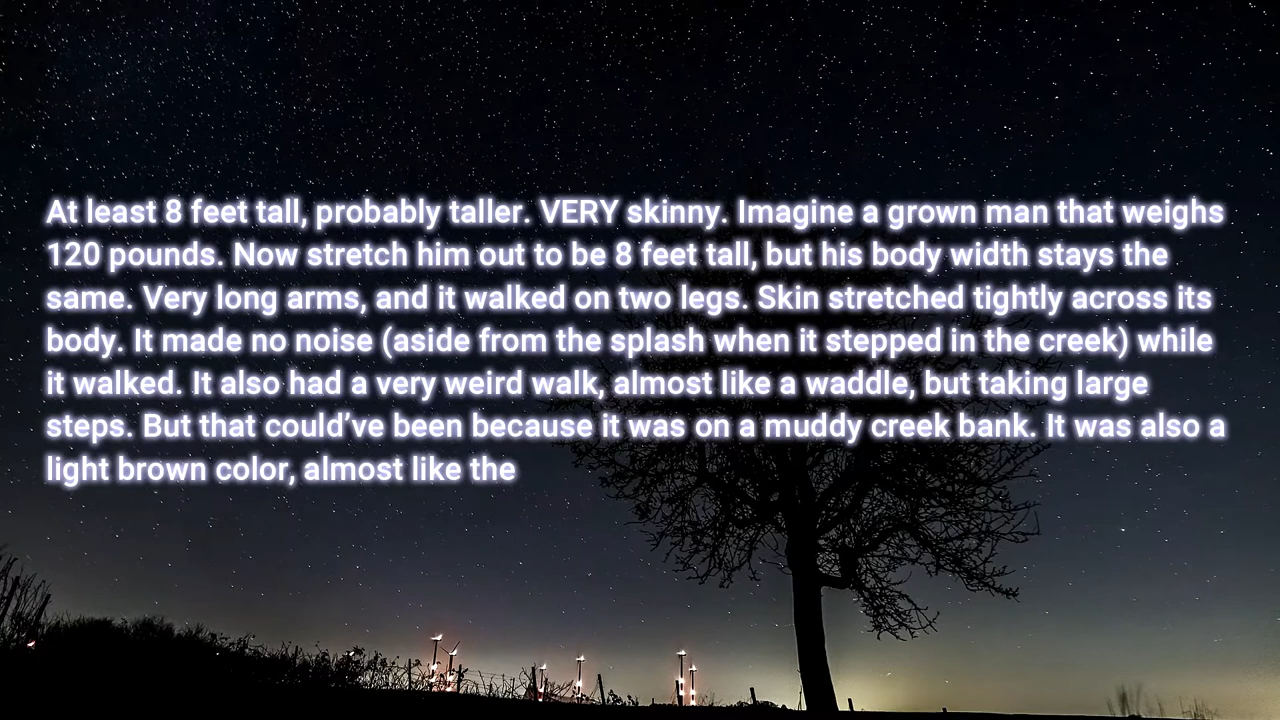 At least 8 feet tall, probably taller. VERY skinny. Imagine a grown man that weighs
120 pounds. Now stretch him out to be 8 feet tall, but his body width stays the
same. Very long arms, and it walked on two legs. Skin stretched tightly across its
body. It made no noise (aside from the splash when it stepped in the creek) while
it walked. It also had a very weird walk, almost like a waddle, but taking large
steps. But that could’ve been because it was on a muddy creek bank. It was also a
light brown color, almost like the